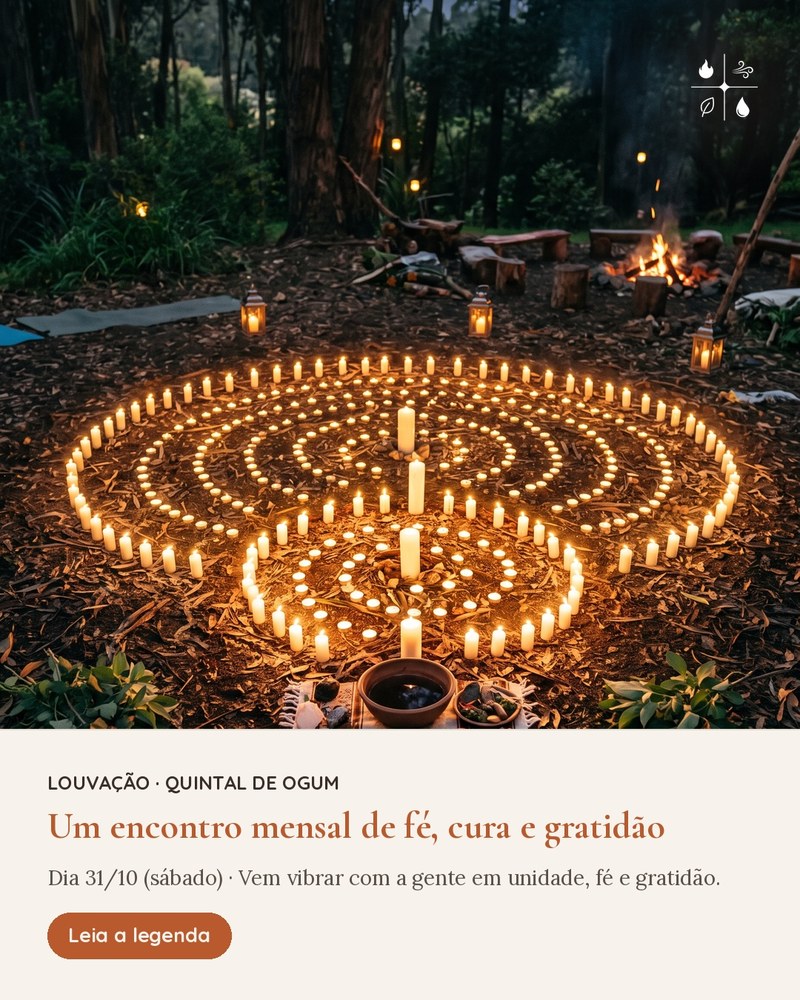 LOUVAÇÃO · QUINTAL DE OGUM
Um encontro mensal de fé, cura e gratidão
Dia 31/10 (sábado) · Vem vibrar com a gente em unidade, fé e gratidão.
Leia a legenda